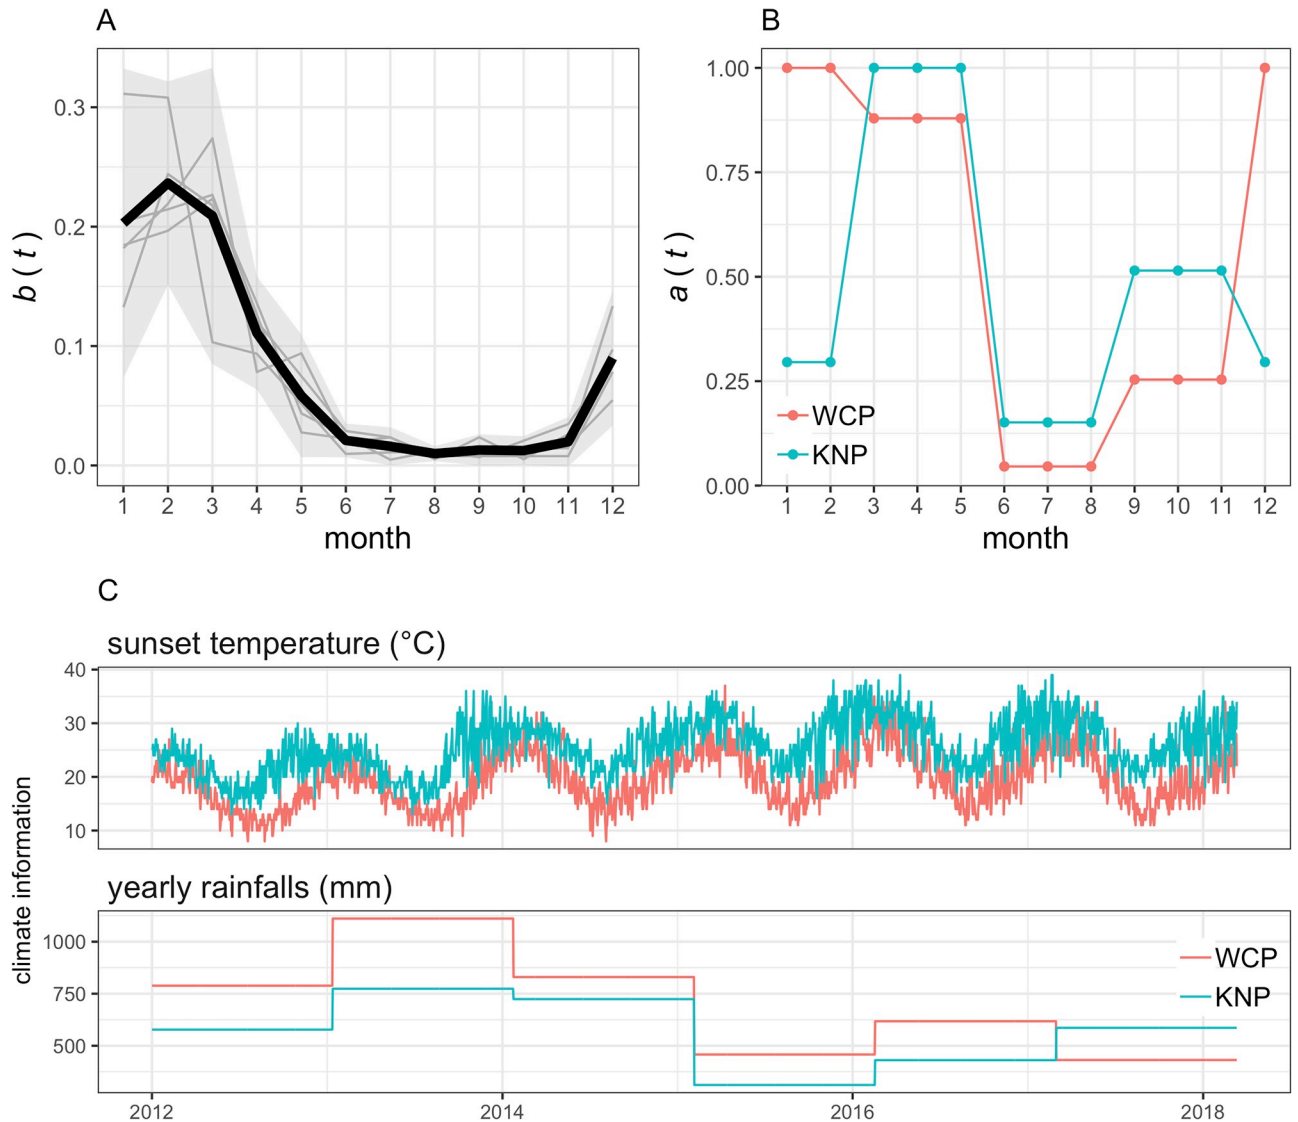 A
b ( t )
0.3
0.2
0.1
0.0
1 2 3 4 5 6 7 8 9 10 11 12
month
B
a ( t )
1.00
0.75
0.50
0.25
0.00
WCP
KNP
1 2 3 4 5 6 7 8 9 10 11 12
month
C
climate information
sunset temperature (°C)
40
30
20
10
yearly rainfalls (mm)
1000
750
500
WCP
KNP
2012 2014 2016 2018